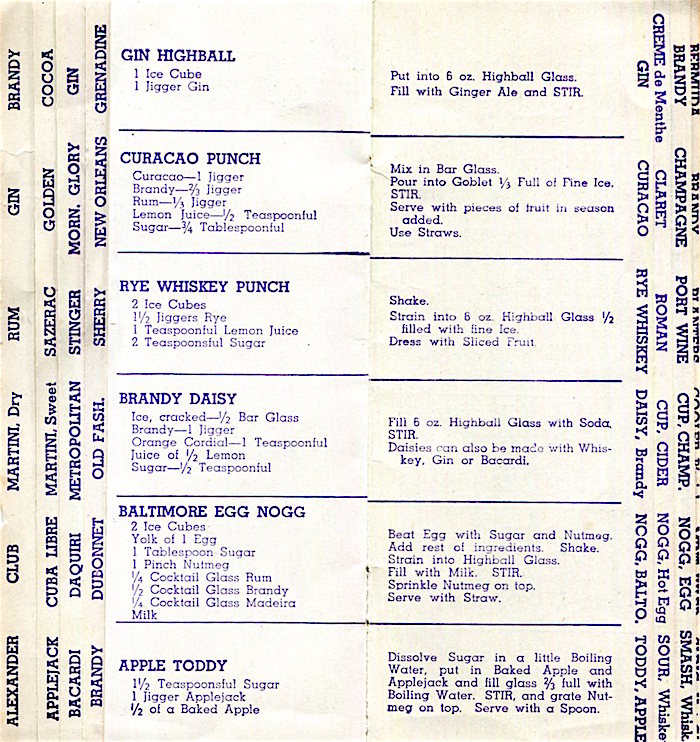 BRANDY
GIN
RUM
MARTINI, Dry
CLUB
ALEXANDER
COCOA
GOLDEN
SAZERAC
MARTINI, Sweet
CUBA LIBRE
APPLEJACK
GIN
MORN. GLORY
STINGER
METROPOLITAN
DAIQUIRI
BACARDI
GRENADINE
NEW ORLEANS
SHERRY
OLD FASH.
DUBONNET
BRANDY
GIN HIGHBALL
1 Ice Cube
1 Jigger Gin
Put into 6 oz. Highball Glass.
Fill with Ginger Ale and STIR.
CURACAO PUNCH
Curacao—1 Jigger
Brandy—⅔ Jigger
Rum—⅓ Jigger
Lemon Juice—½ Teaspoonful
Sugar—¾ Tablespoonful
Mix in Bar Glass.
Pour into Goblet ⅓ Full of Fine Ice.
STIR.
Serve with pieces of fruit in season
added.
Use Straws.
RYE WHISKEY PUNCH
2 Ice Cubes
1½ Jiggers Rye
1 Teaspoonful Lemon Juice
2 Teaspoonsful Sugar
Shake.
Strain into 6 oz. Highball Glass ½
filled with fine Ice.
Dress with Sliced Fruit.
BRANDY DAISY
Ice, cracked—½ Bar Glass
Brandy—1 Jigger
Orange Cordial—1 Teaspoonful
Juice of ½ Lemon
Sugar—½ Teaspoonful
Fill 6 oz. Highball Glass with Soda,
STIR.
Daisies can also be made with Whis-
key, Gin or Bacardi.
BALTIMORE EGG NOGG
2 Ice Cubes
Yolk of 1 Egg
1 Tablespoon Sugar
1 Pinch Nutmeg
¼ Cocktail Glass Rum
½ Cocktail Glass Brandy
¼ Cocktail Glass Madeira
Milk
Beat Egg with Sugar and Nutmeg.
Add rest of ingredients. Shake.
Strain into Highball Glass.
Fill with Milk. STIR.
Sprinkle Nutmeg on top.
Serve with Straw.
APPLE TODDY
1½ Teaspoonsful Sugar
1 Jigger Applejack
½ of a Baked Apple
Dissolve Sugar in a little Boiling
Water, put in Baked Apple and
Applejack and fill glass ⅔ full with
Boiling Water. STIR, and grate Nut-
meg on top. Serve with a Spoon.
GIN
CURACAO
RYE WHISKEY
DAISY, Brandy
NOGG, BALTO.
TODDY, APPLE
CREME de Menthe
CLARET
ROMAN
CUP, CIDER
NOGG, Hot Egg
SOUR, Whiske
BRANDY
CHAMPAGNE
PORT WINE
CUP, CHAMP.
NOGG, EGG
SMASH, Whisk
BERMUDA
BRANDY